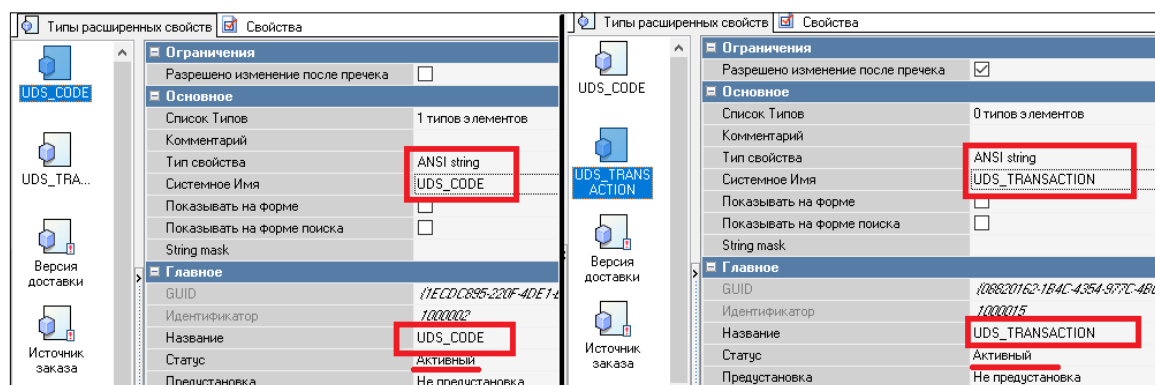 Типы расширенных свойств Свойства
UDS_CODE
UDS_TRA...
Версия
доставки
Источник
заказа
Ограничения
Разрешено изменение после пречека
Основное
Список Типов 1 типов элементов
Комментарий
Тип свойства ANSI string
Системное Имя UDS_CODE
Показывать на форме
Показывать на форме поиска
String mask
Главное
GUID
Идентификатор 1000002
Название UDS_CODE
Статус Активный
Предустановка Не предустановка
Типы расширенных свойств Свойства
UDS_CODE
UDS_TRANS
ACTION
Версия
доставки
Источник
заказа
Ограничения
Разрешено изменение после пречека
Основное
Список Типов 0 типов элементов
Комментарий
Тип свойства ANSI string
Системное Имя UDS_TRANSACTION
Показывать на форме
Показывать на форме поиска
String mask
Главное
GUID
Идентификатор 1000015
Название UDS_TRANSACTION
Статус Активный
Предустановка Не предустановка